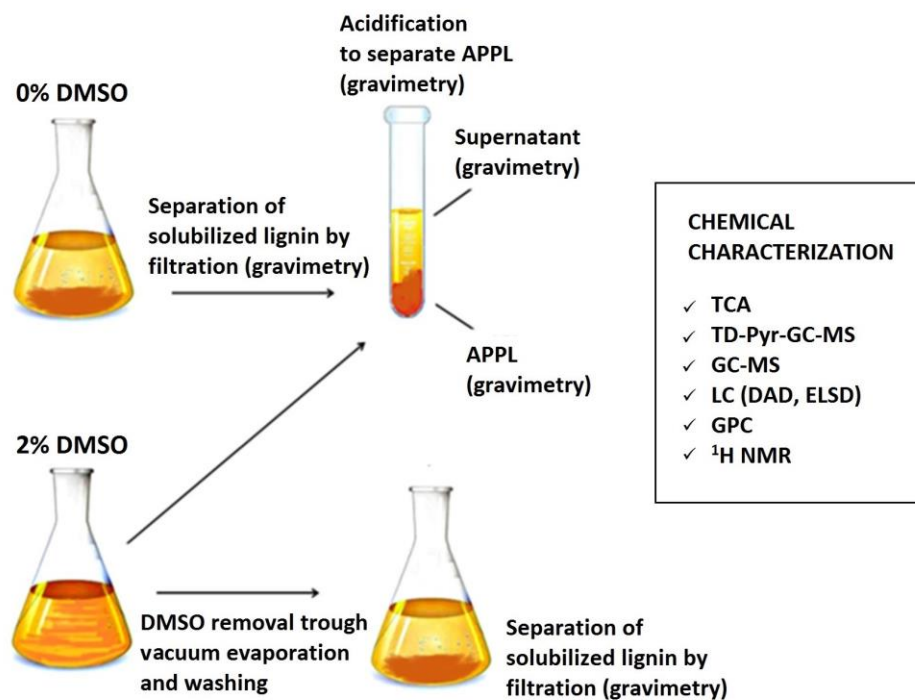 Acidification
to separate APPL
(gravimetry)
0% DMSO
Supernatant
(gravimetry)
Separation of
solubilized lignin by
filtration (gravimetry)
APPL
(gravimetry)
2% DMSO
DMSO removal trough
vacuum evaporation
and washing
Separation of
solubilized lignin by
filtration (gravimetry)
CHEMICAL
CHARACTERIZATION
✓ TCA
✓ TD-Pyr-GC-MS
✓ GC-MS
✓ LC (DAD, ELSD)
✓ GPC
✓ ¹H NMR